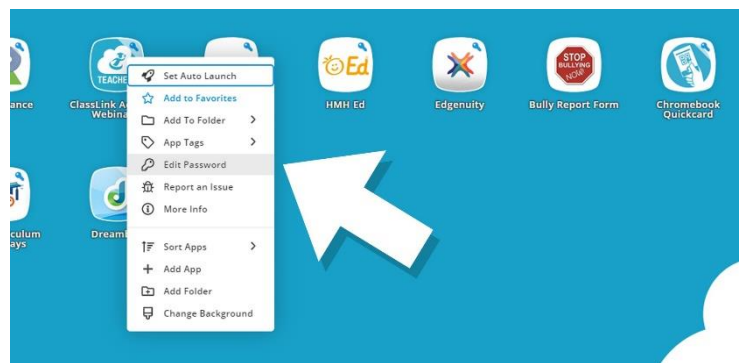 TEACHE
Ed
STOP
BULLYING
NOW
ance
ClassLink A
Webina
HMH Ed
Edgenuity
Bully Report Form
Chromebook
Quickcard
Set Auto Launch
Add to Favorites
Add To Folder
App Tags
Edit Password
Report an Issue
More Info
Sort Apps
Add App
Add Folder
Change Background
culum
ays
Dream